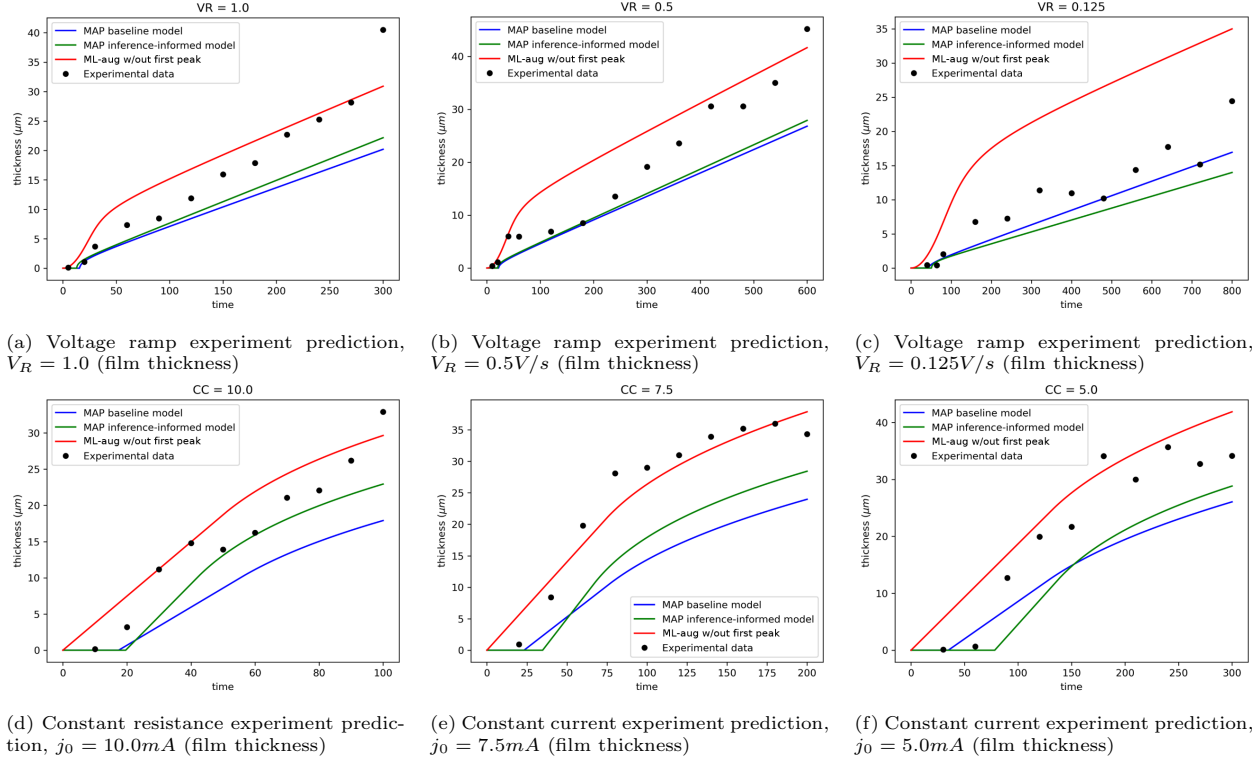 VR = 1.0
MAP baseline model
MAP inference-informed model
ML-aug w/out first peak
Experimental data
thickness (μm)
40
35
30
25
20
15
10
5
0
0 50 100 150 200 250 300
time
(a) Voltage ramp experiment prediction,
V_R = 1.0 (film thickness)
VR = 0.5
MAP baseline model
MAP inference-informed model
ML-aug w/out first peak
Experimental data
thickness (μm)
40
30
20
10
0
0 100 200 300 400 500 600
time
(b) Voltage ramp experiment prediction,
V_R = 0.5V/s (film thickness)
VR = 0.125
MAP baseline model
MAP inference-informed model
ML-aug w/out first peak
Experimental data
thickness (μm)
35
30
25
20
15
10
5
0
0 100 200 300 400 500 600 700 800
time
(c) Voltage ramp experiment prediction,
V_R = 0.125V/s (film thickness)
CC = 10.0
MAP baseline model
MAP inference-informed model
ML-aug w/out first peak
Experimental data
thickness (μm)
30
25
20
15
10
5
0
0 20 40 60 80 100
time
(d) Constant resistance experiment predic-
tion, j_0 = 10.0mA (film thickness)
CC = 7.5
thickness (μm)
35
30
25
20
15
10
5
0
MAP baseline model
MAP inference-informed model
ML-aug w/out first peak
Experimental data
0 25 50 75 100 125 150 175 200
time
(e) Constant current experiment prediction,
j_0 = 7.5mA (film thickness)
CC = 5.0
MAP baseline model
MAP inference-informed model
ML-aug w/out first peak
Experimental data
thickness (μm)
40
30
20
10
0
0 50 100 150 200 250 300
time
(f) Constant current experiment prediction,
j_0 = 5.0mA (film thickness)